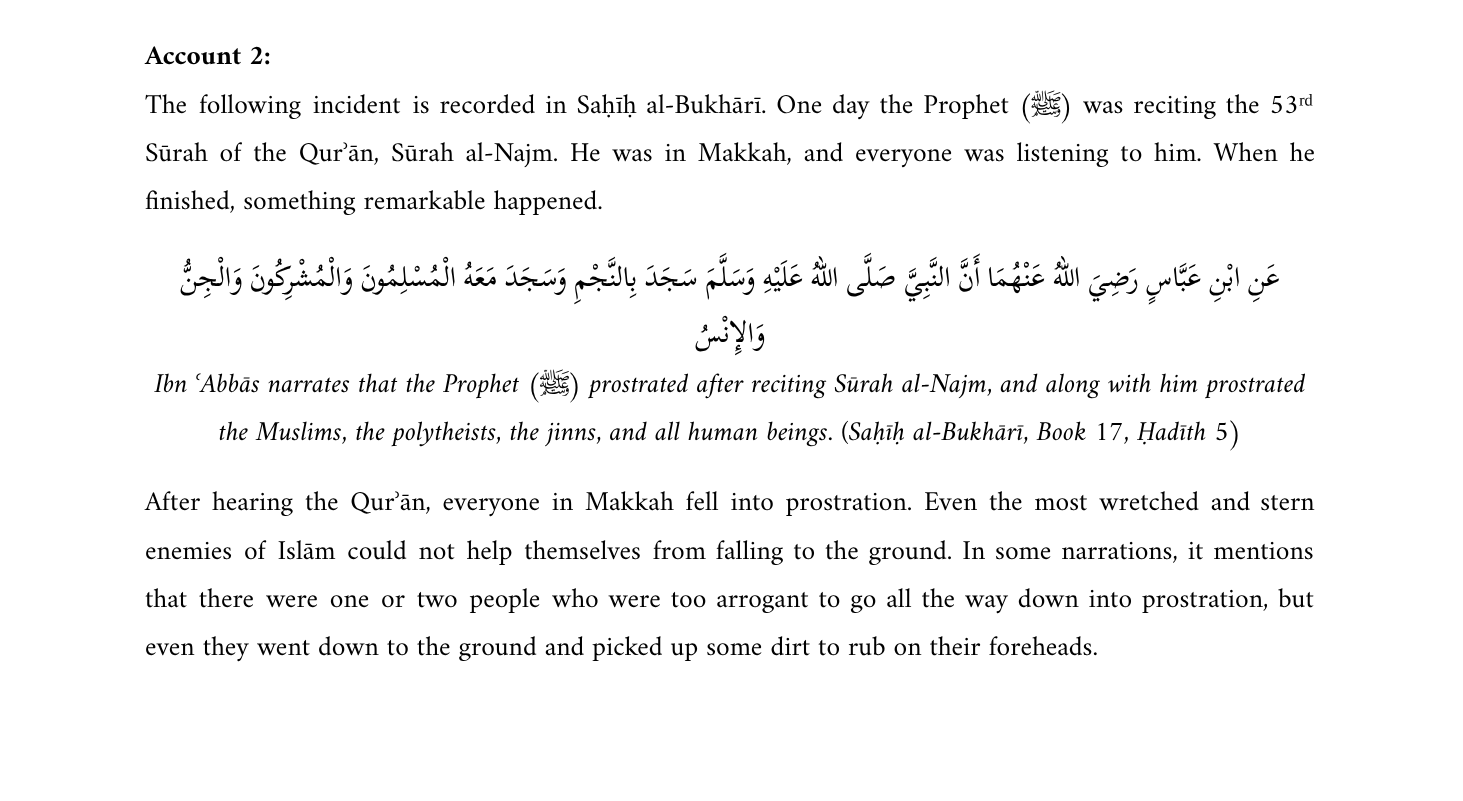 Account 2:
The following incident is recorded in Saḥīḥ al-Bukhārī. One day the Prophet (ﷺ) was reciting the 53rd
Sūrah of the Qurʾān, Sūrah al-Najm. He was in Makkah, and everyone was listening to him. When he
finished, something remarkable happened.
عَنِ ابْنِ عَبَّاسٍ رَضِيَ اللهُ عَنْهُمَا أَنَّ النَّبِيَّ صَلَّى اللهُ عَلَيْهِ وَسَلَّمَ سَجَدَ بِالنَّجْمِ وَسَجَدَ مَعَهُ الْمُسْلِمُونَ وَالْمُشْرِكُونَ وَالْجِنُّ
وَالإِنْسُ
Ibn ʿAbbās narrates that the Prophet (ﷺ) prostrated after reciting Sūrah al-Najm, and along with him prostrated
the Muslims, the polytheists, the jinns, and all human beings. (Saḥīḥ al-Bukhārī, Book 17, Ḥadīth 5)
After hearing the Qurʾān, everyone in Makkah fell into prostration. Even the most wretched and stern
enemies of Islām could not help themselves from falling to the ground. In some narrations, it mentions
that there were one or two people who were too arrogant to go all the way down into prostration, but
even they went down to the ground and picked up some dirt to rub on their foreheads.